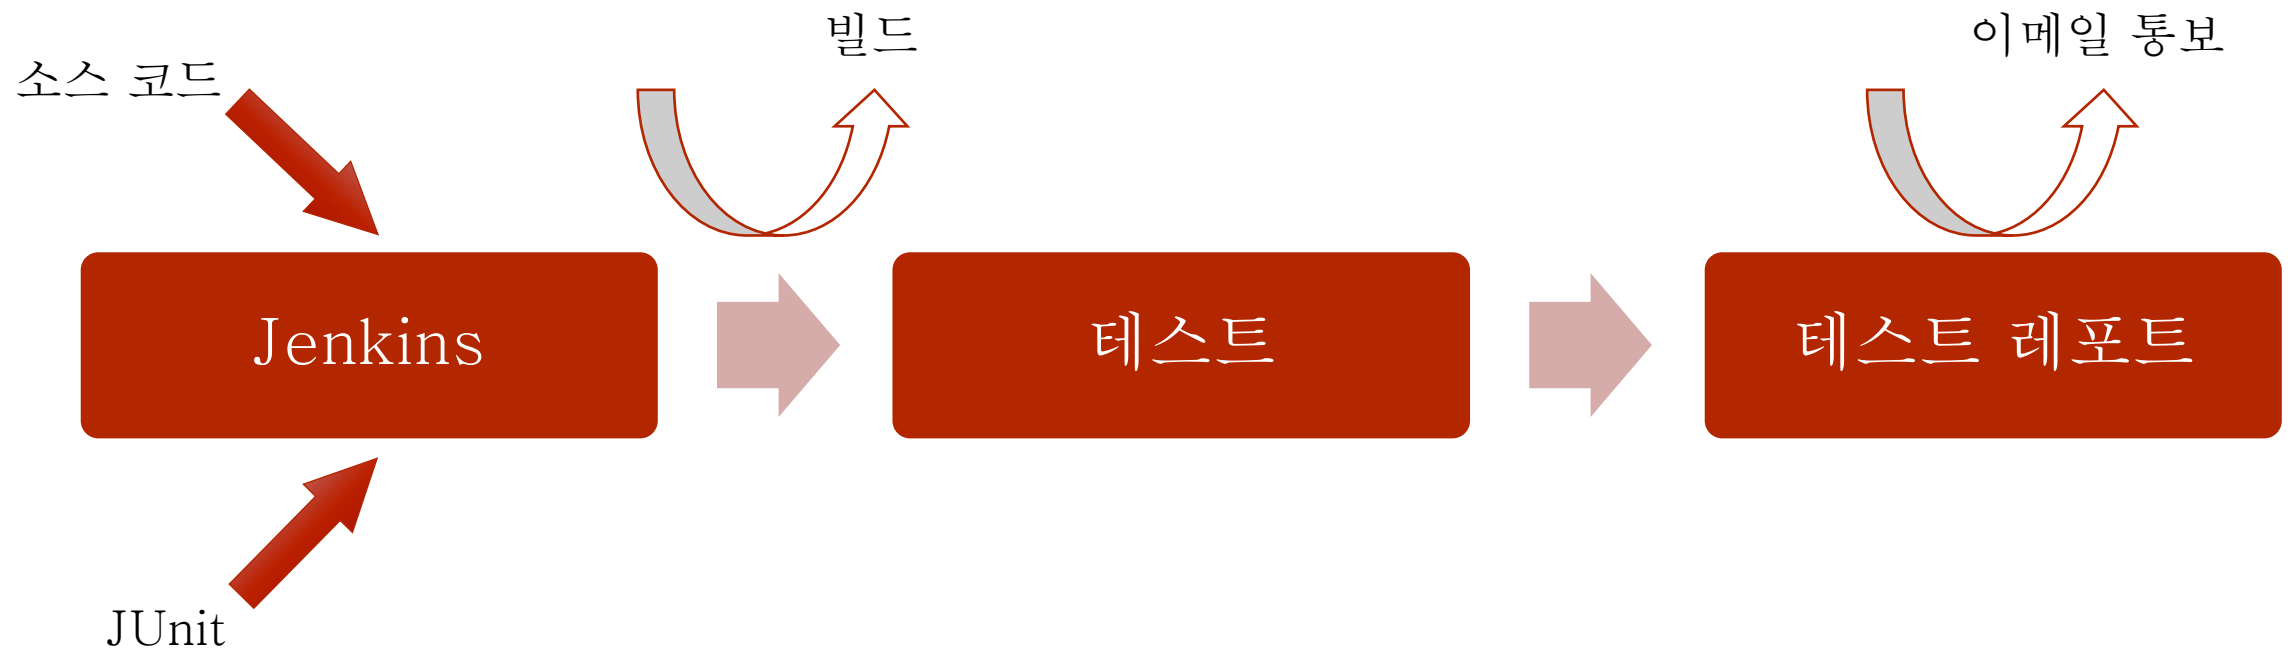 빌드
이메일 통보
소스 코드
Jenkins
테스트
테스트 레포트
JUnit